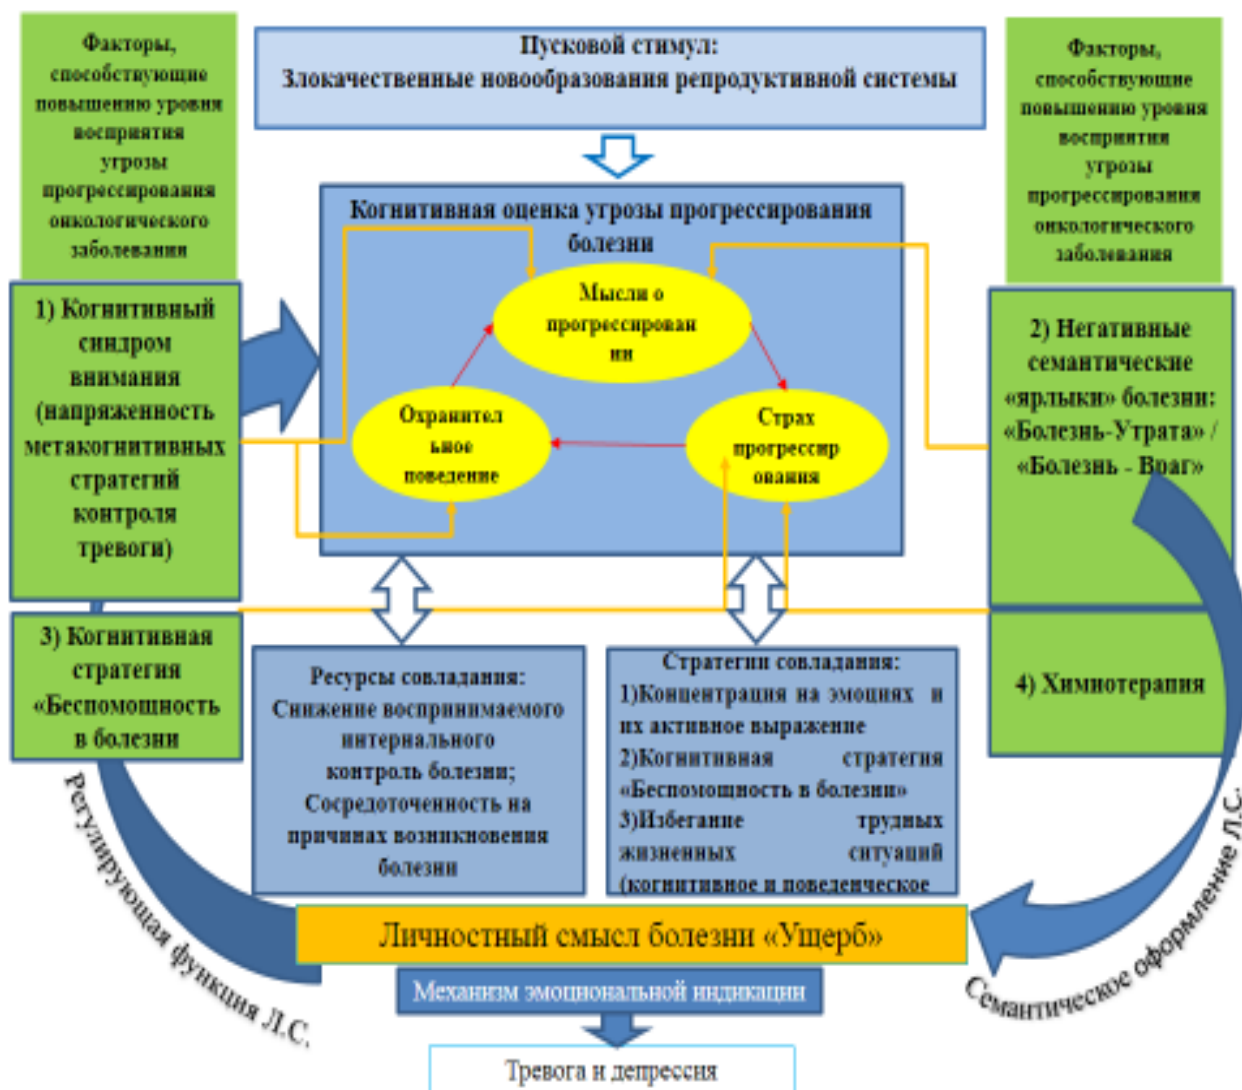 Факторы,
способствующие
повышению уровня
восприятия
угрозы
прогрессирования
онкологического
заболевания
Пусковой стимул:
Злокачественные новообразования репродуктивной системы
Факторы,
способствующие
повышению уровня
восприятия
угрозы
прогрессирования
онкологического
заболевания
Когнитивная оценка угрозы прогрессирования
болезни
Мысли о
прогрессирован
ии
Охранител
ьное
поведение
Страх
прогрессир
ования
1) Когнитивный
синдром
внимания
(напряженность
метакогнитивных
стратегий
контроля
тревоги)
2) Негативные
семантические
«ярлыки» болезни:
«Болезнь-Утрата» /
«Болезнь - Враг»
3) Когнитивная
стратегия
«Беспомощность
в болезни
4) Химиотерапия
Ресурсы совладания:
Снижение воспринимаемого
интернального
контроль болезни;
Сосредоточенность на
причинах возникновения
болезни
Стратегии совладания:
1)Концентрация на эмоциях и
их активное выражение
2)Когнитивная стратегия
«Беспомощность в болезни»
3)Избегание трудных
жизненных ситуаций
(когнитивное и поведенческое
Регулирующая функция Л.С.
Семантическое оформление Л.С.
Личностный смысл болезни «Ущерб»
Механизм эмоциональной индикации
Тревога и депрессия